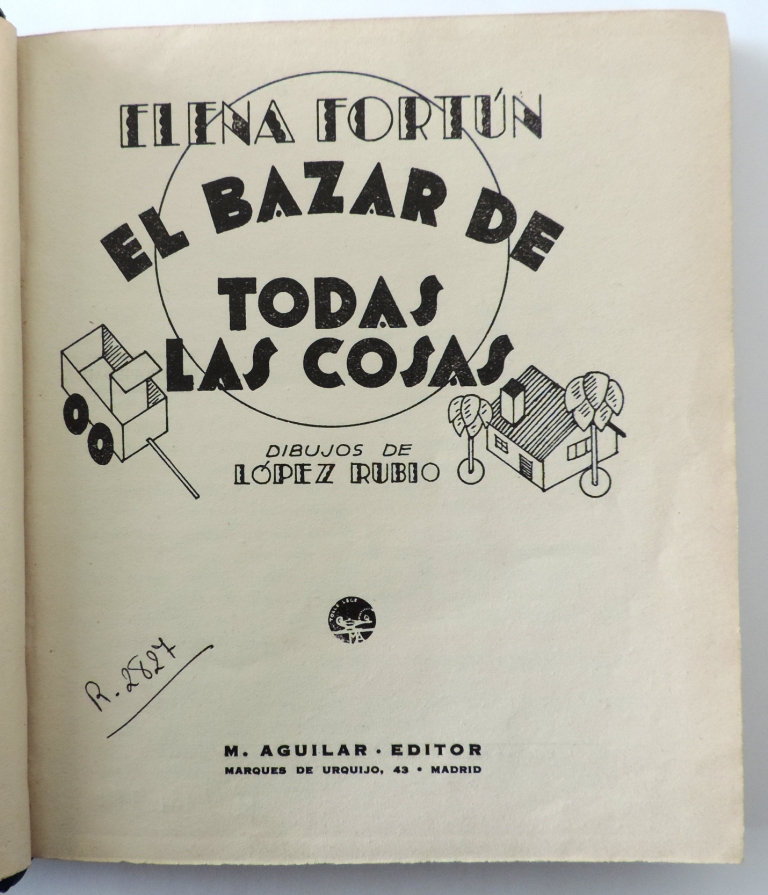 ELENA FORTÚN
EL BAZAR DE
TODAS
LAS COSAS
DIBUJOS DE
LÓPEZ RUBIO
R. 2827
M. AGUILAR · EDITOR
MARQUES DE URQUIJO, 43 • MADRID